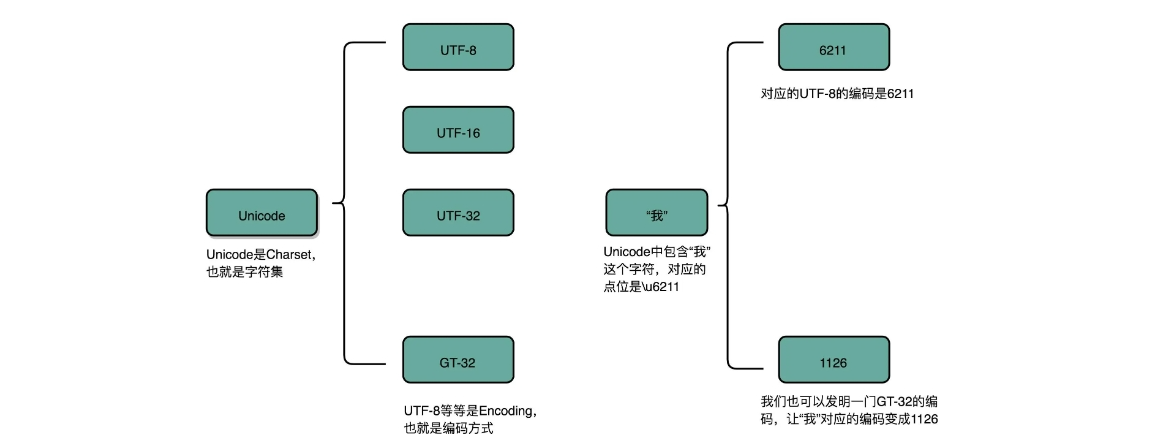 UTF-8
UTF-16
UTF-32
Unicode
Unicode是Charset，
也就是字符集
GT-32
UTF-8等等是Encoding，
也就是编码方式
6211
对应的UTF-8的编码是6211
“我”
Unicode中包含“我”
这个字符，对应的
点位是\u6211
1126
我们也可以发明一门GT-32的编
码，让“我”对应的编码变成1126